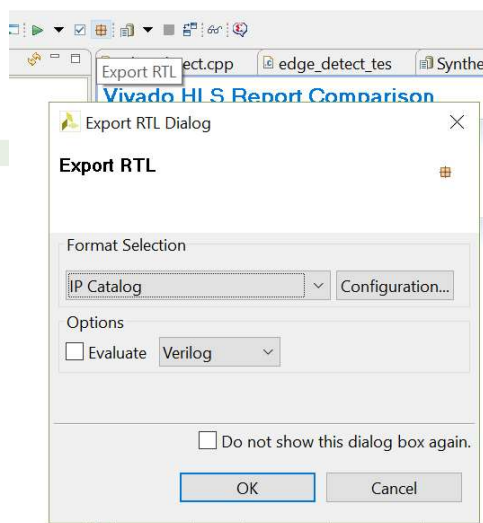 ect.cpp
edge_detect_tes
Synthe
Export RTL
Vivado HLS Report Comparison
Export RTL Dialog
Export RTL
Format Selection
IP Catalog
Configuration...
Options
Evaluate
Verilog
Do not show this dialog box again.
OK
Cancel